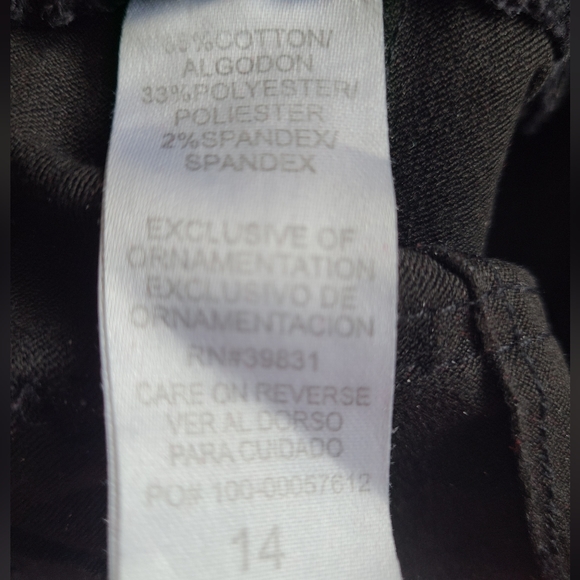 65%COTTON/
ALGODON
33%POLYESTER/
POLIESTER
2%SPANDEX/
SPANDEX
EXCLUSIVE OF
ORNAMENTATION
EXCLUSIVO DE
ORNAMENTACION
RN#39831
CARE ON REVERSE
VER AL DORSO
PARA CUIDADO
PO# 100-00057612
14